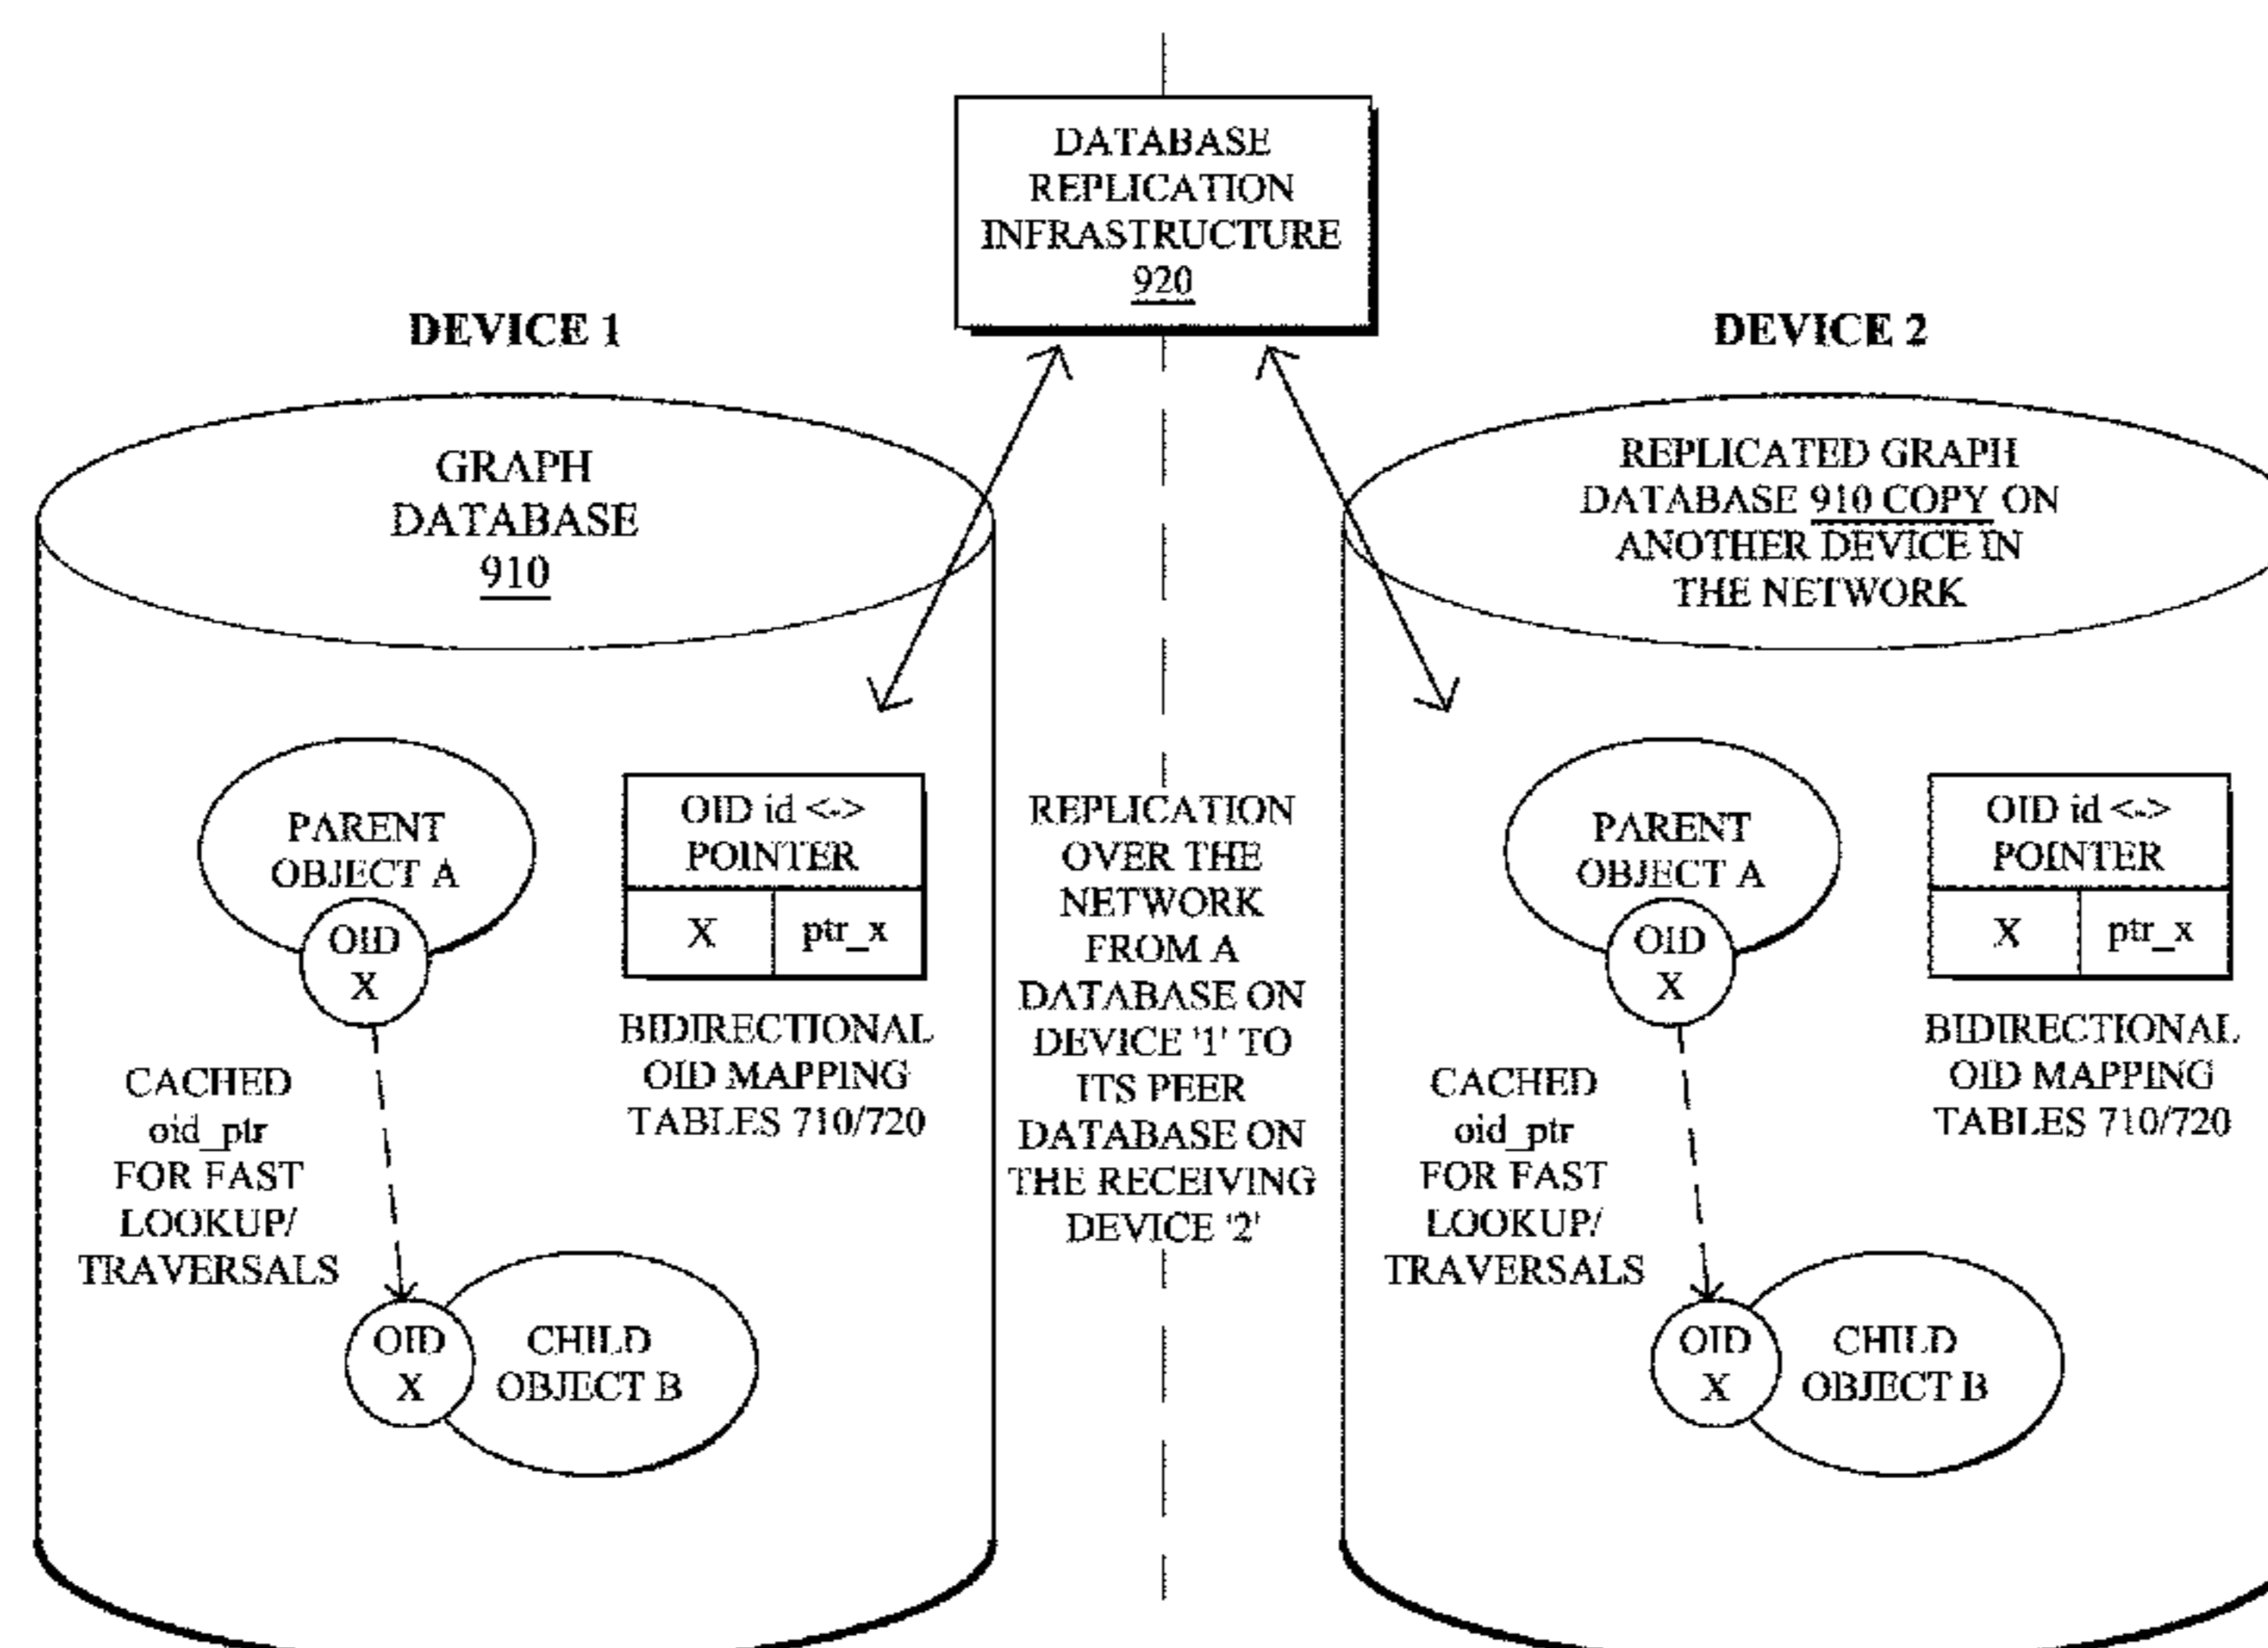 DATABASE
REPLICATION
INFRASTRUCTURE
920
DEVICE 1
GRAPH
DATABASE
910
PARENT
OBJECT A
OID
X
OID id <-> 
POINTER
X ptr_x
BIDIRECTIONAL
OID MAPPING
TABLES 710/720
CACHED
oid_ptr
FOR FAST
LOOKUP/
TRAVERSALS
OID
X
CHILD
OBJECT B
REPLICATION
OVER THE
NETWORK
FROM A
DATABASE ON
DEVICE '1' TO
ITS PEER
DATABASE ON
THE RECEIVING
DEVICE '2'
DEVICE 2
REPLICATED GRAPH
DATABASE 910 COPY ON
ANOTHER DEVICE IN
THE NETWORK
PARENT
OBJECT A
OID
X
OID id <->
POINTER
X ptr_x
BIDIRECTIONAL
OID MAPPING
TABLES 710/720
CACHED
oid_ptr
FOR FAST
LOOKUP/
TRAVERSALS
OID
X
CHILD
OBJECT B